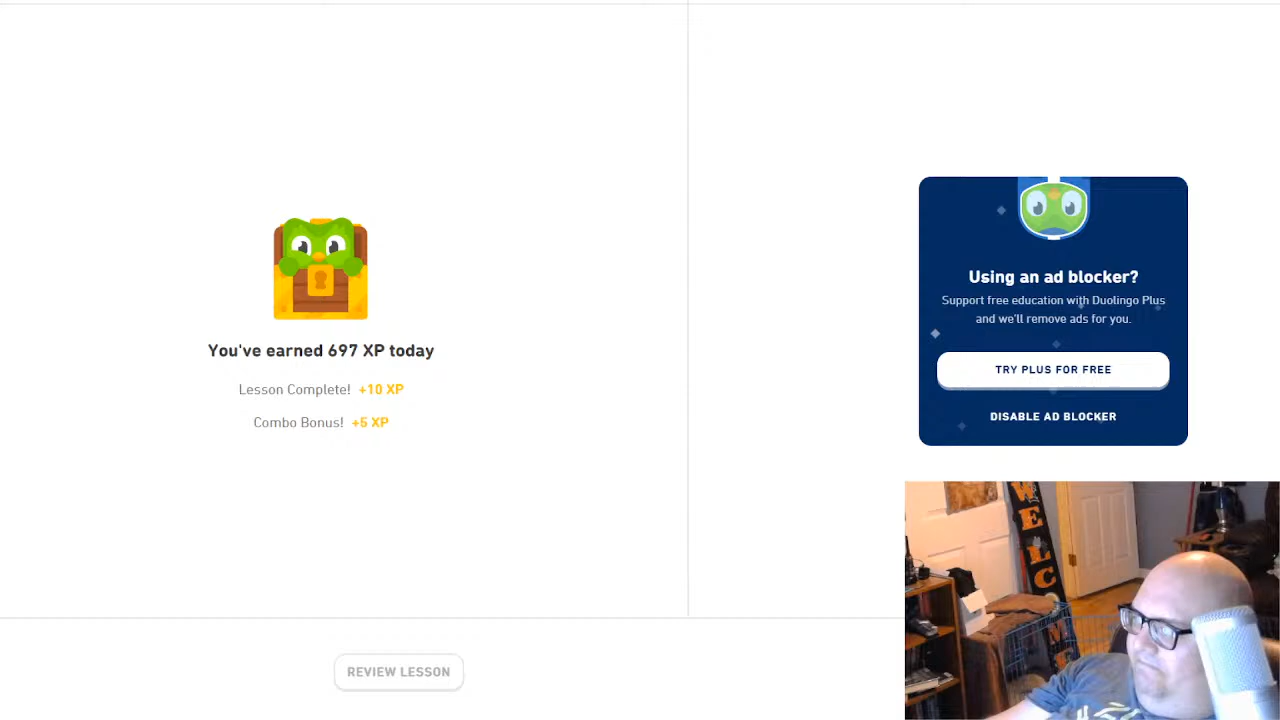 You've earned 697 XP today
Lesson Complete! +10 XP
Combo Bonus! +5 XP
Using an ad blocker?
Support free education with Duolingo Plus
and we'll remove ads for you.
TRY PLUS FOR FREE
DISABLE AD BLOCKER
REVIEW LESSON
WELC